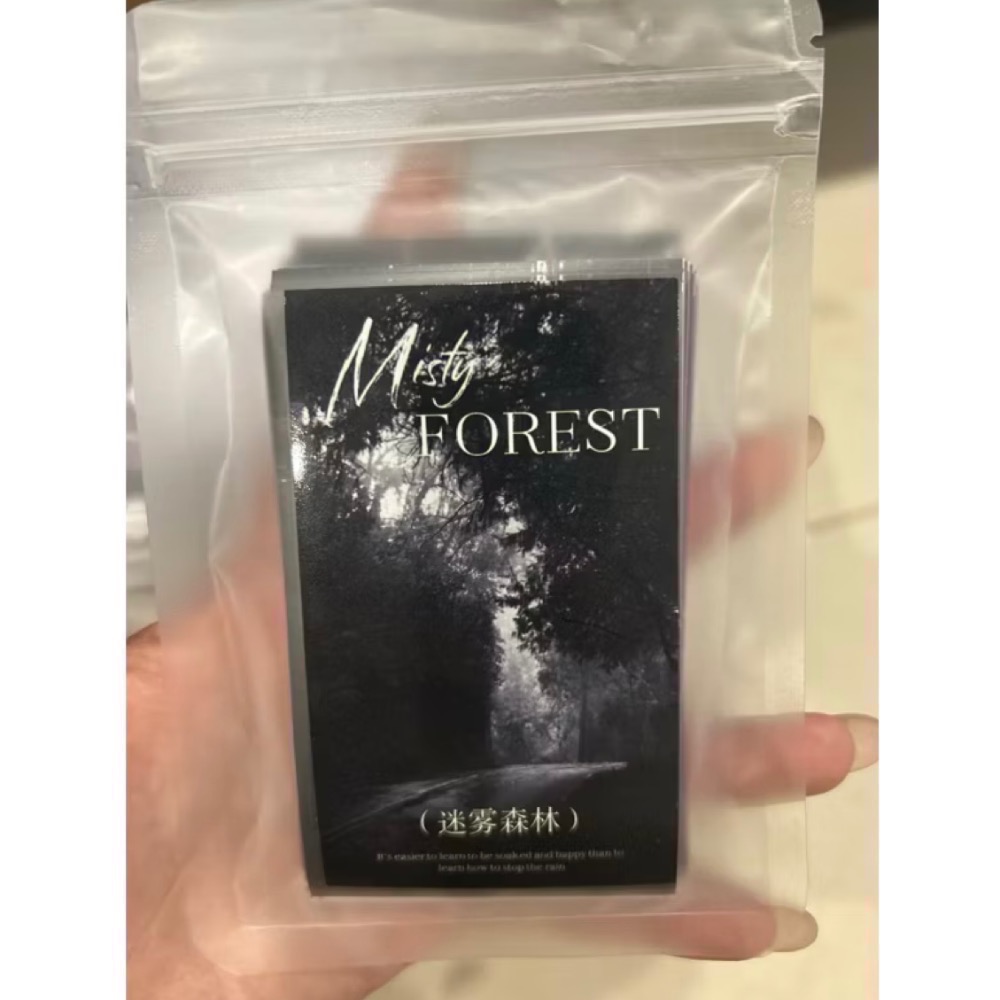 Misty
FOREST
（迷雾森林）
It's easier to learn to be soaked and happy than to
learn how to stop the rain